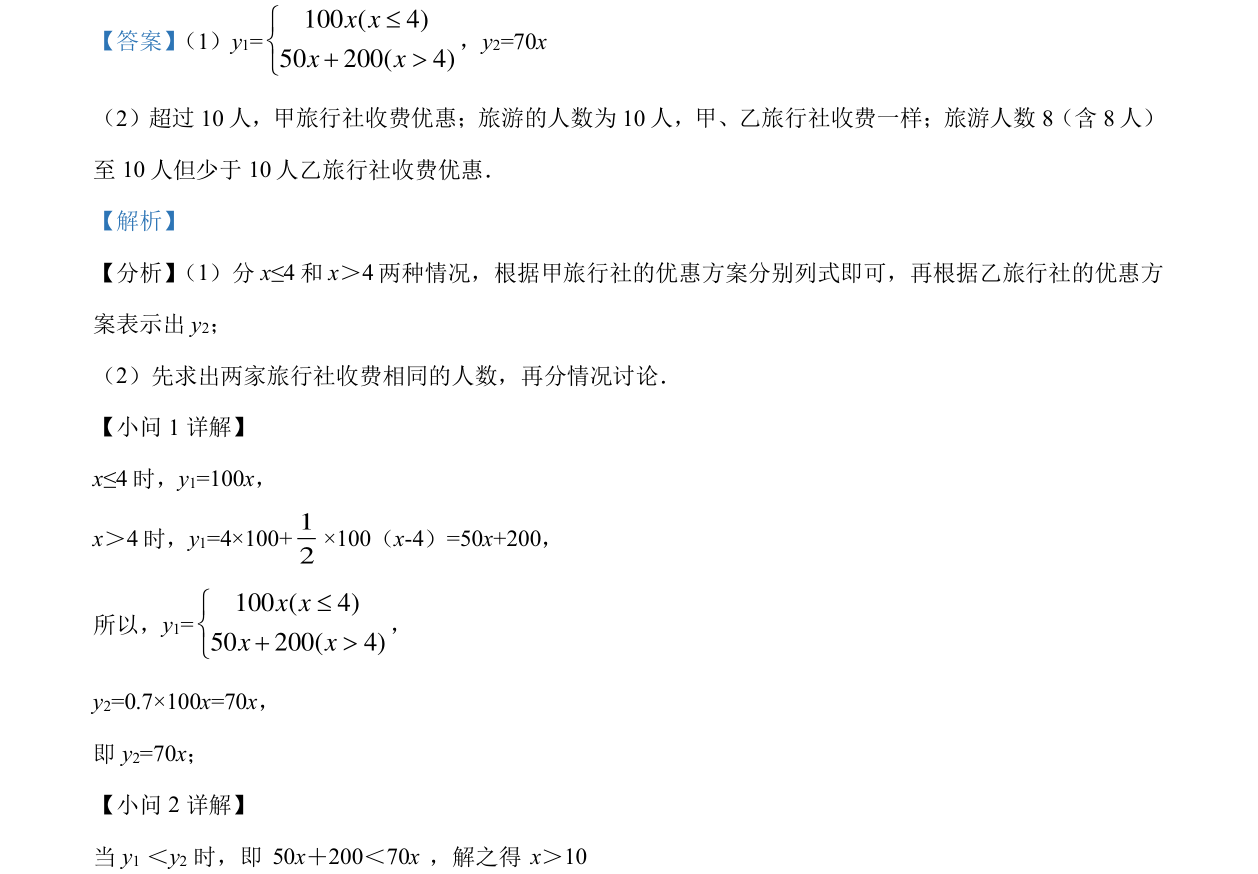 【答案】（1）y₁={100x(x≤4) 50x+200(x>4)，y₂=70x
（2）超过 10 人，甲旅行社收费优惠；旅游的人数为 10 人，甲、乙旅行社收费一样；旅游人数 8（含 8 人）
至 10 人但少于 10 人乙旅行社收费优惠．
【解析】
【分析】（1）分 x≤4 和 x＞4 两种情况，根据甲旅行社的优惠方案分别列式即可，再根据乙旅行社的优惠方
案表示出 y₂；
（2）先求出两家旅行社收费相同的人数，再分情况讨论．
【小问 1 详解】
x≤4 时，y₁=100x，
x＞4 时，y₁=4×100+1/2×100（x-4）=50x+200，
所以，y₁={100x(x≤4) 50x+200(x>4)，
y₂=0.7×100x=70x，
即 y₂=70x；
【小问 2 详解】
当 y₁＜y₂ 时，即 50x＋200＜70x ，解之得 x＞10